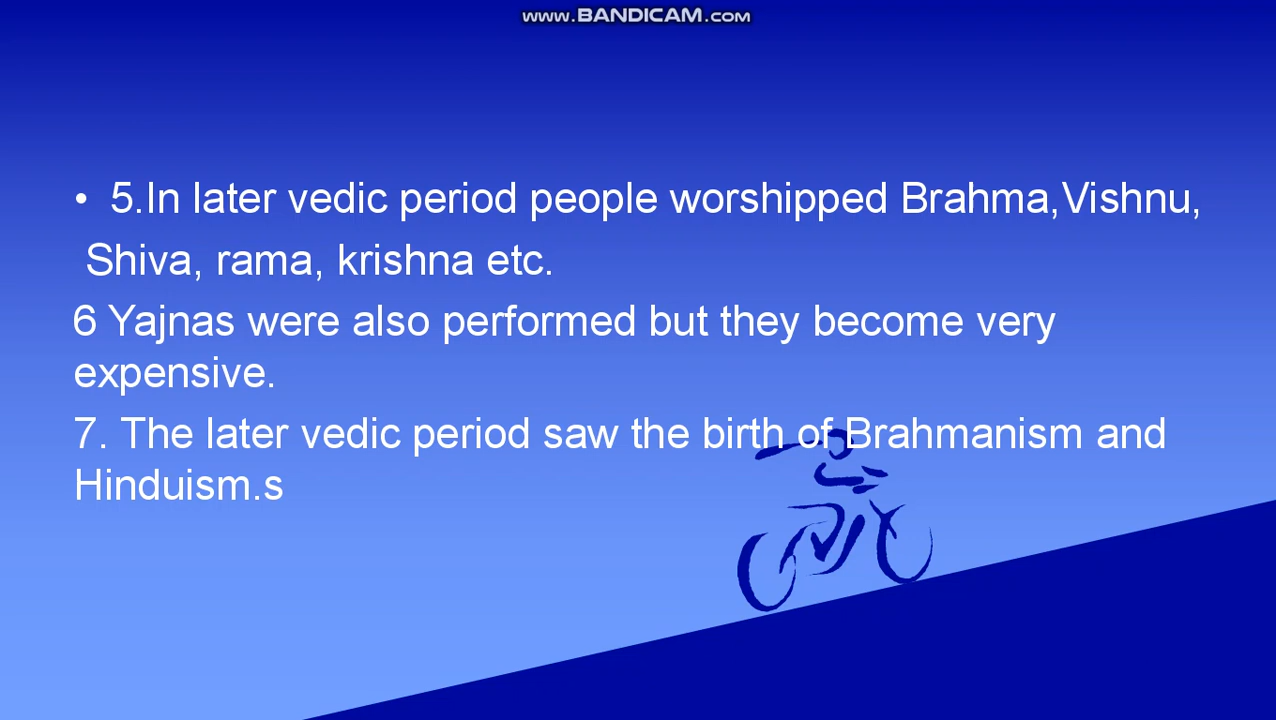 www.BANDICAM.com
• 5.In later vedic period people worshipped Brahma,Vishnu,
Shiva, rama, krishna etc.
6 Yajnas were also performed but they become very
expensive.
7. The later vedic period saw the birth of Brahmanism and
Hinduism.s